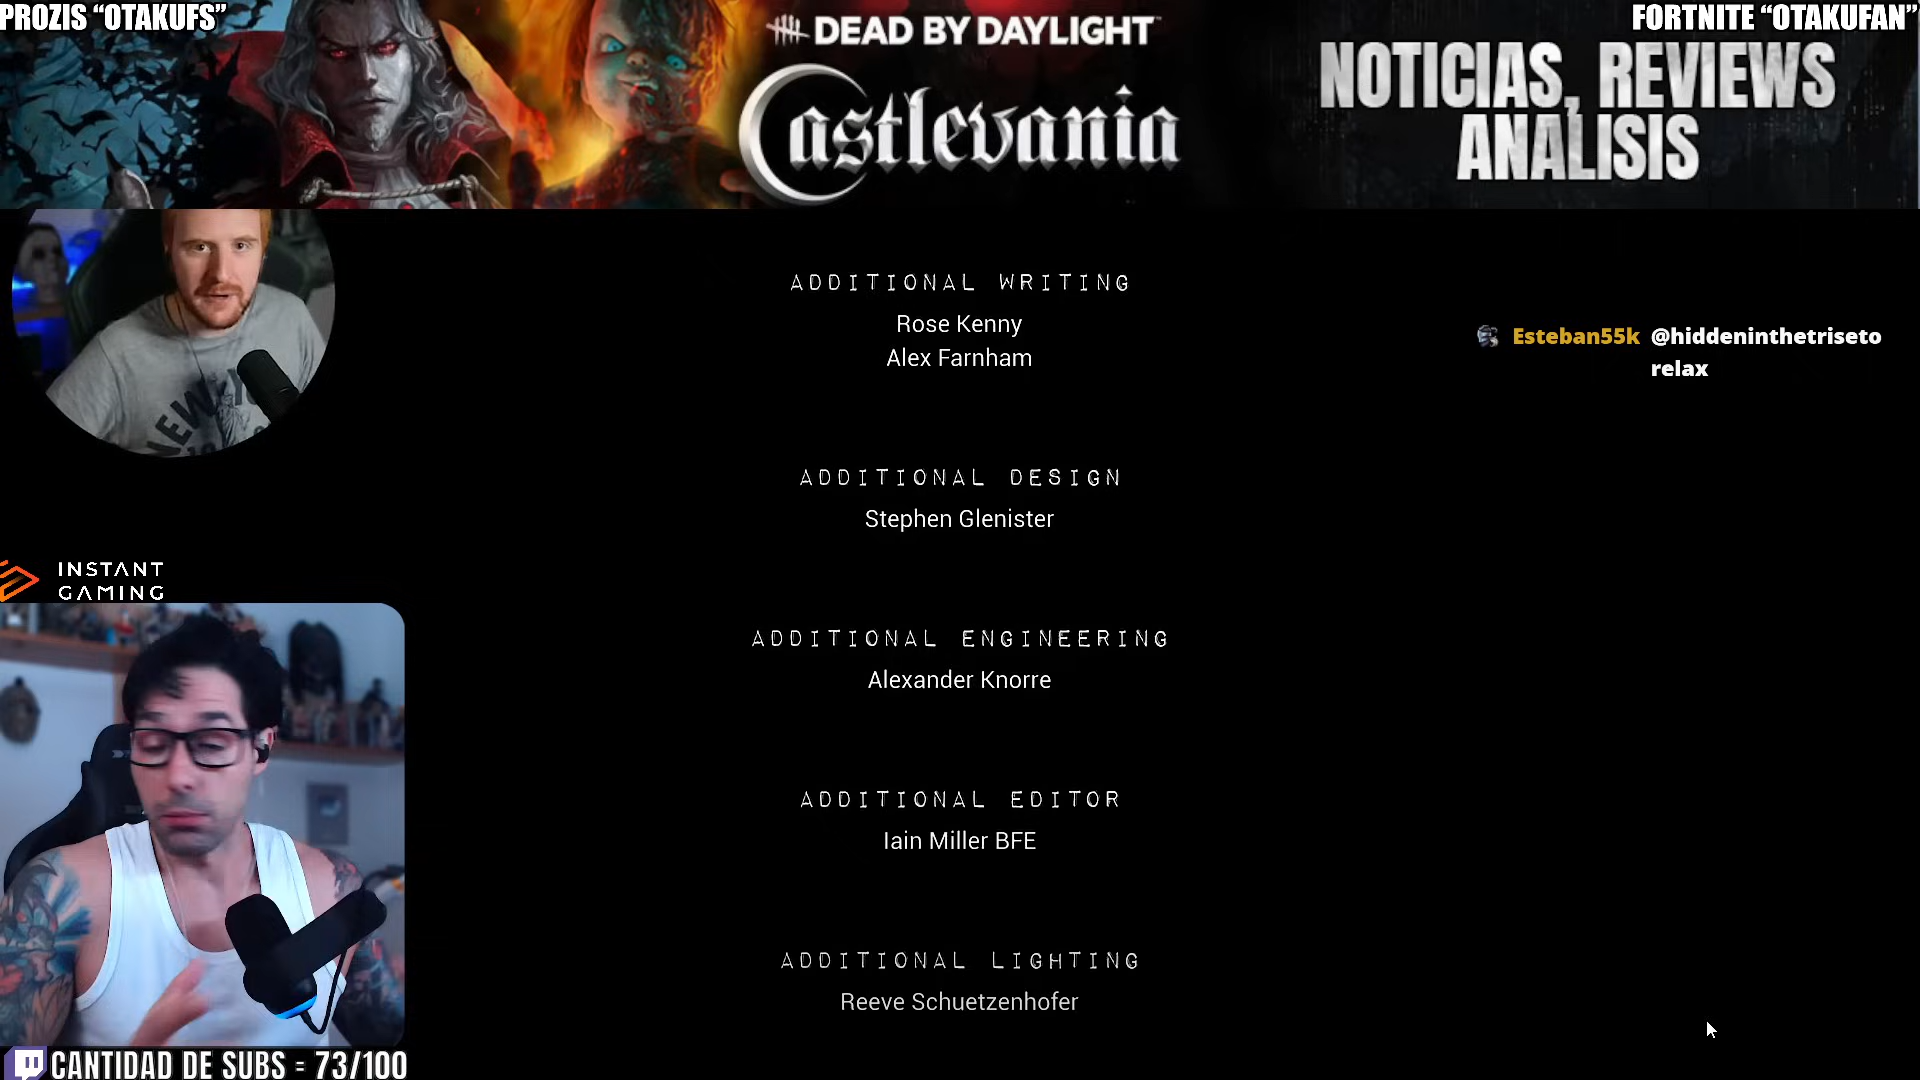 PROZIS “OTAKUFS”
DEAD BY DAYLIGHT™
Castlevania
FORTNITE “OTAKUFAN”
NOTICIAS, REVIEWS
ANALISIS
ADDITIONAL WRITING
Rose Kenny
Alex Farnham
Esteban55k @hiddeninthetriseto
relax
ADDITIONAL DESIGN
Stephen Glenister
INSTANT
GAMING
ADDITIONAL ENGINEERING
Alexander Knorre
ADDITIONAL EDITOR
Iain Miller BFE
ADDITIONAL LIGHTING
Reeve Schuetzenhofer
CANTIDAD DE SUBS = 73/100